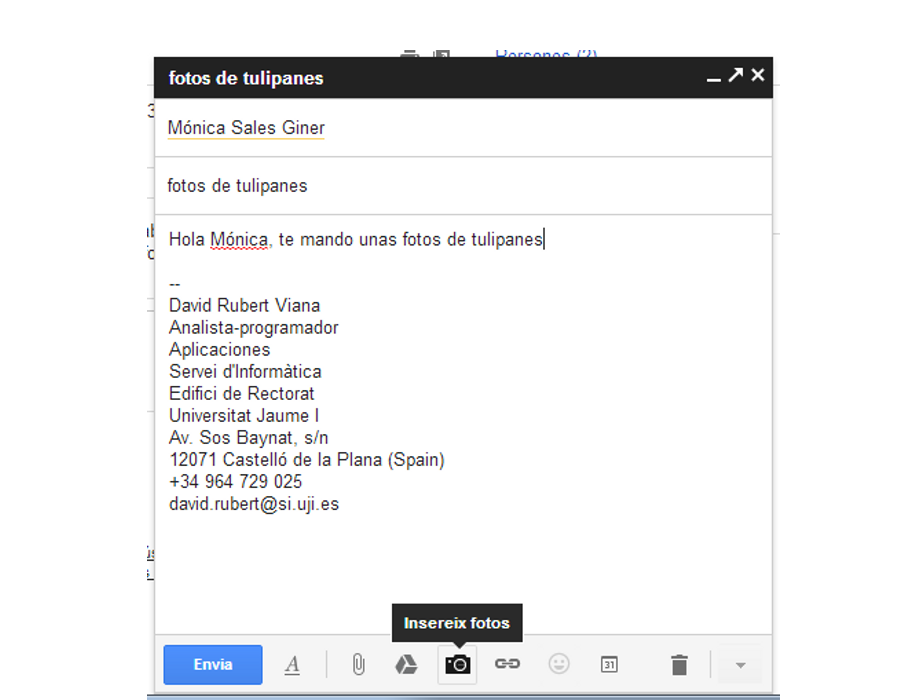 Persones (2)
fotos de tulipanes
Mónica Sales Giner
fotos de tulipanes
Hola Mónica, te mando unas fotos de tulipanes
--
David Rubert Viana
Analista-programador
Aplicaciones
Servei d'Informàtica
Edifici de Rectorat
Universitat Jaume I
Av. Sos Baynat, s/n
12071 Castelló de la Plana (Spain)
+34 964 729 025
david.rubert@si.uji.es
Insereix fotos
Envia A 31